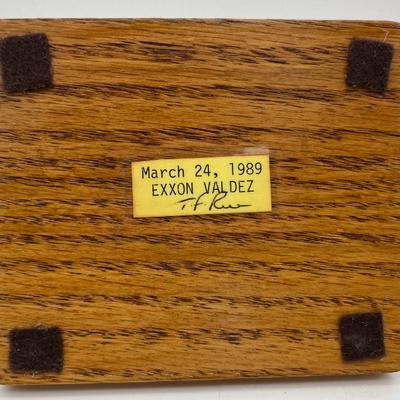 March 24, 1989
EXXON VALDEZ